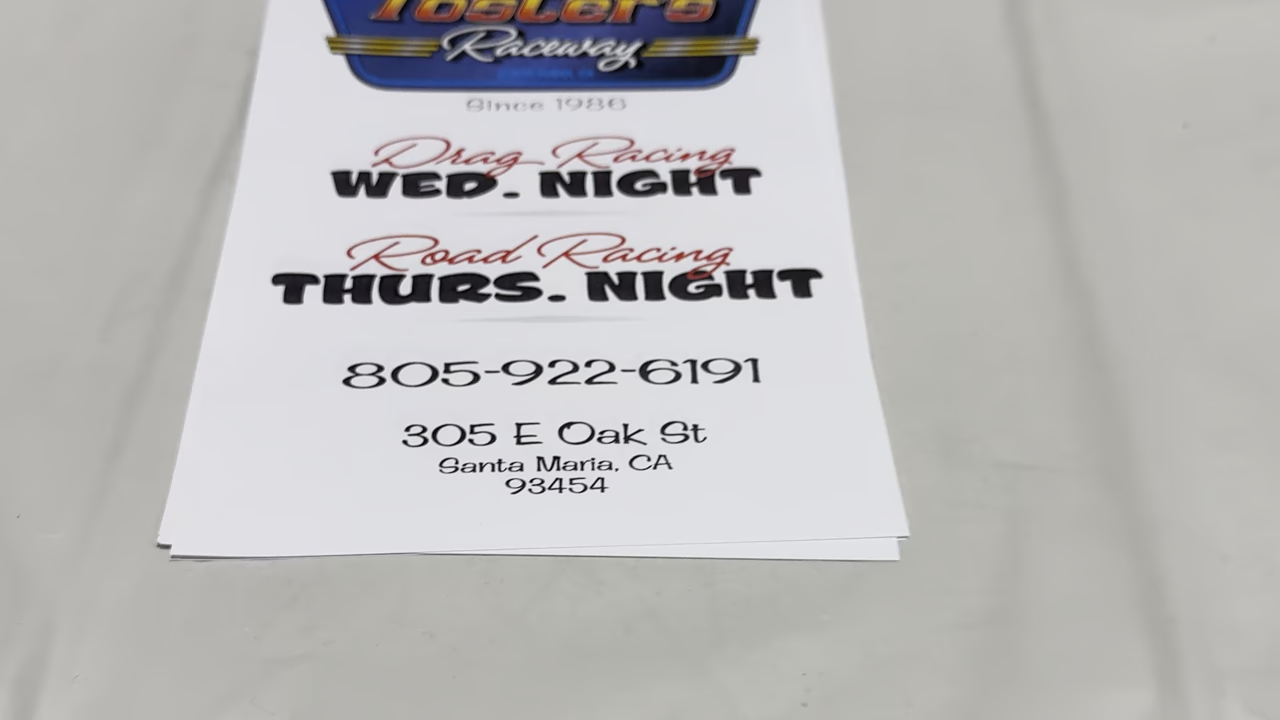 Raceway
Since 1986
Drag Racing
WED. NIGHT
Road Racing
THURS. NIGHT
805-922-6191
305 E Oak St
Santa Maria, CA
93454